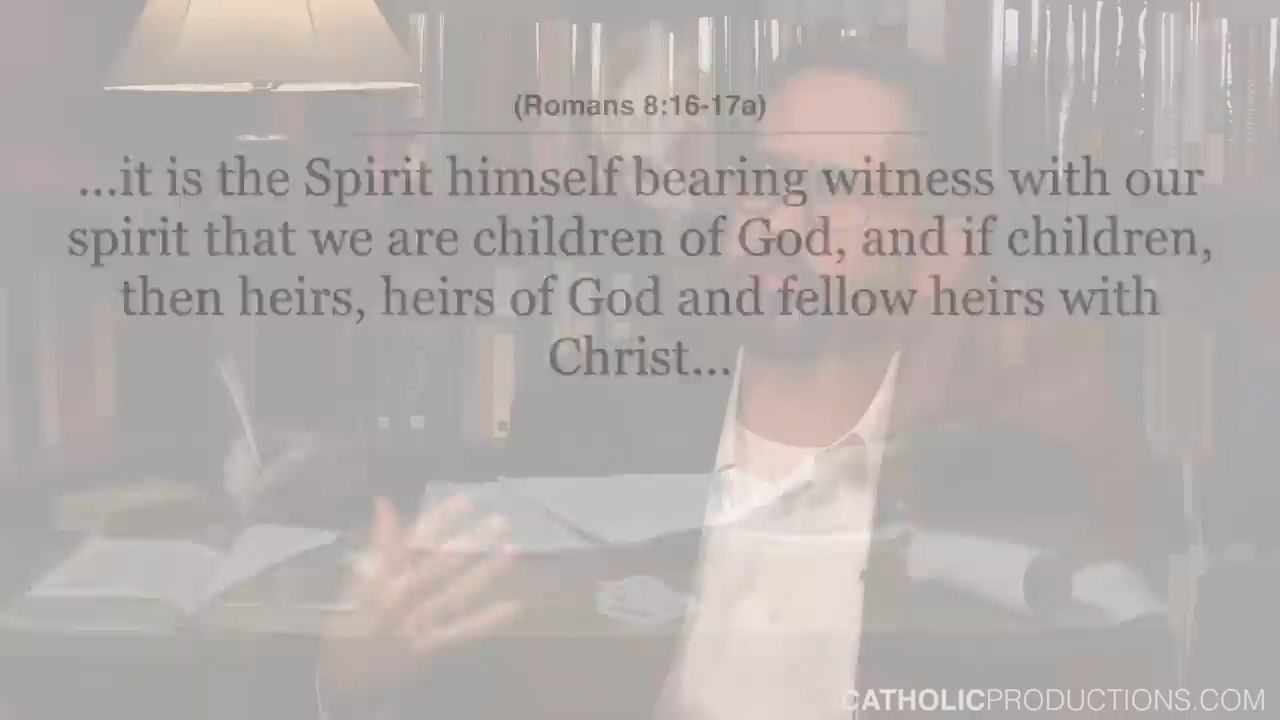 (Romans 8:16-17a)
...it is the Spirit himself bearing witness with our
spirit that we are children of God, and if children,
then heirs, heirs of God and fellow heirs with
Christ...
CATHOLICPRODUCTIONS.COM